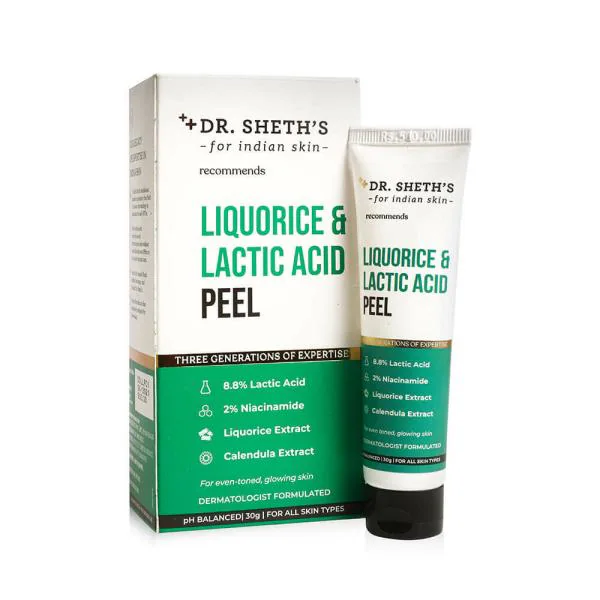 DR. SHETH'S
- for indian skin -
recommends
LIQUORICE &
LACTIC ACID
PEEL
THREE GENERATIONS OF EXPERTISE
8.8% Lactic Acid
2% Niacinamide
Liquorice Extract
Calendula Extract
For even-toned, glowing skin
DERMATOLOGIST FORMULATED
pH BALANCED| 30g | FOR ALL SKIN TYPES
Rs.510.00
DR. SHETH'S
- for indian skin -
recommends
LIQUORICE &
LACTIC ACID
PEEL
GENERATIONS OF EXPERTISE
8.8% Lactic Acid
2% Niacinamide
Liquorice Extract
Calendula Extract
For even-toned, glowing skin
DERMATOLOGIST FORMULATED
BALANCED| 30g | FOR ALL SKIN TYPES